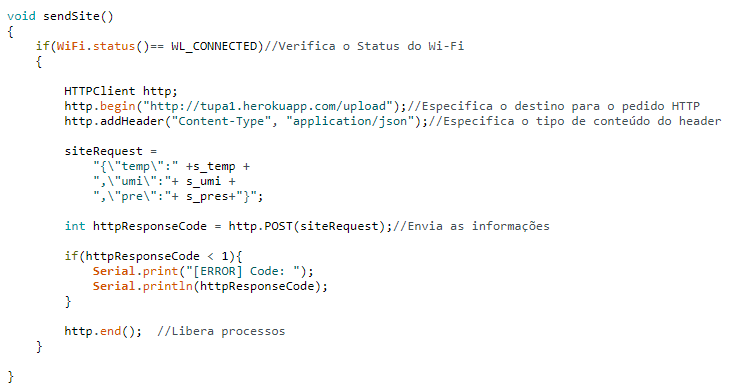 void sendSite()
{
if(WiFi.status()== WL_CONNECTED)//Verifica o Status do Wi-Fi
{
HTTPClient http;
http.begin("http://tupa1.herokuapp.com/upload");//Especifica o destino para o pedido HTTP
http.addHeader("Content-Type", "application/json");//Especifica o tipo de conteúdo do header
siteRequest =
"{\"temp\":" +s_temp +
",\"umi\":"+ s_umi +
",\"pre\":"+ s_pres+"}";
int httpResponseCode = http.POST(siteRequest);//Envia as informações
if(httpResponseCode < 1){
Serial.print("[ERROR] Code: ");
Serial.println(httpResponseCode);
}
http.end();  //Libera processos
}
}